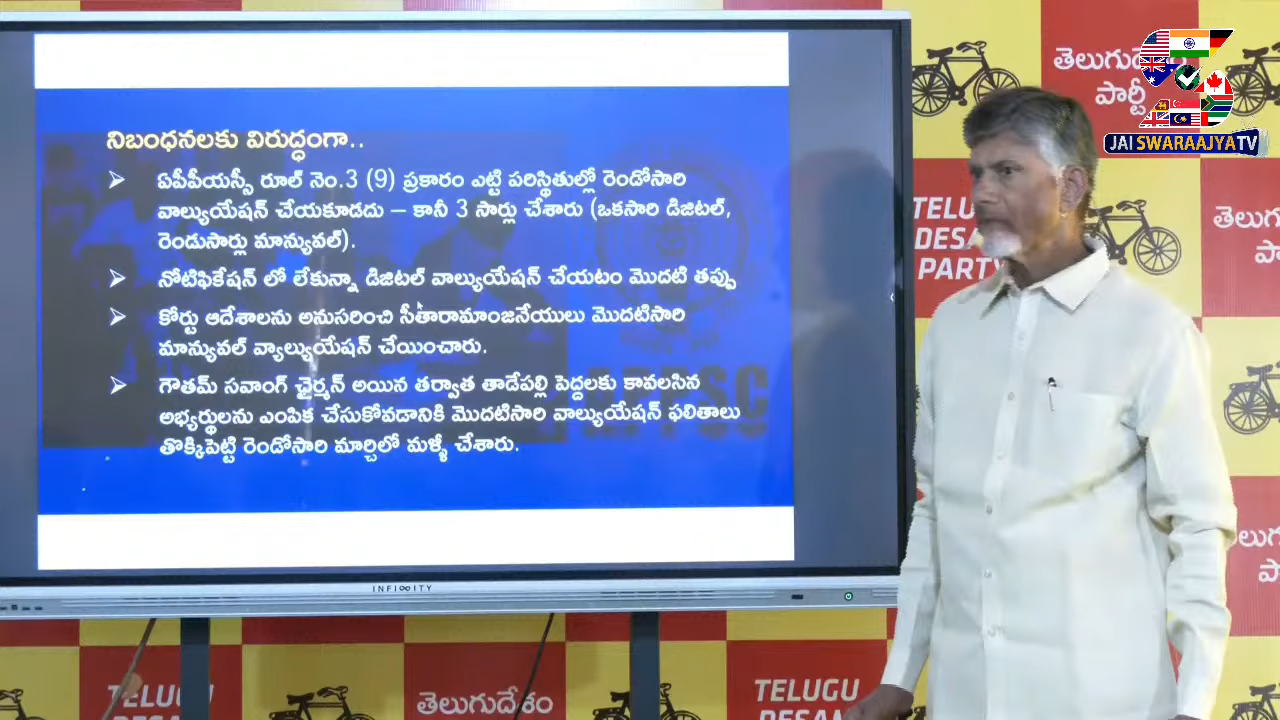 నిబంధనలకు విరుద్ధంగా..
ఏపీపీయస్సీ రూల్ నెం.3 (9) ప్రకారం ఎట్టి పరిస్థితుల్లో రెండోసారి
వాల్యుయేషన్ చేయకూడదు – కానీ 3 సార్లు చేశారు (ఒకసారి డిజిటల్,
రెండుసార్లు మాన్యువల్).
నోటిఫికేషన్ లో లేకున్నా డిజిటల్ వాల్యుయేషన్ చేయటం మొదటి తప్పు
కోర్టు ఆదేశాలను అనుసరించి సీతారామాంజనేయులు మొదటిసారి
మాన్యువల్ వ్యాల్యుయేషన్ చేయించారు.
గౌతమ్ సవాంగ్ ఛైర్మన్ అయిన తర్వాత తాడేపల్లి పెద్దలకు కావలసిన
అభ్యర్థులను ఎంపిక చేసుకోవడానికి మొదటిసారి వాల్యుయేషన్ ఫలితాలు
తొక్కిపెట్టి రెండోసారి మార్చిలో మళ్ళీ చేశారు.
INFINITY
పార్టీ
JAI SWARAAJYA TV
TELU
DESA
PARTY
తెలుగుదేశం
TELUGU
DESAM
TELUGU